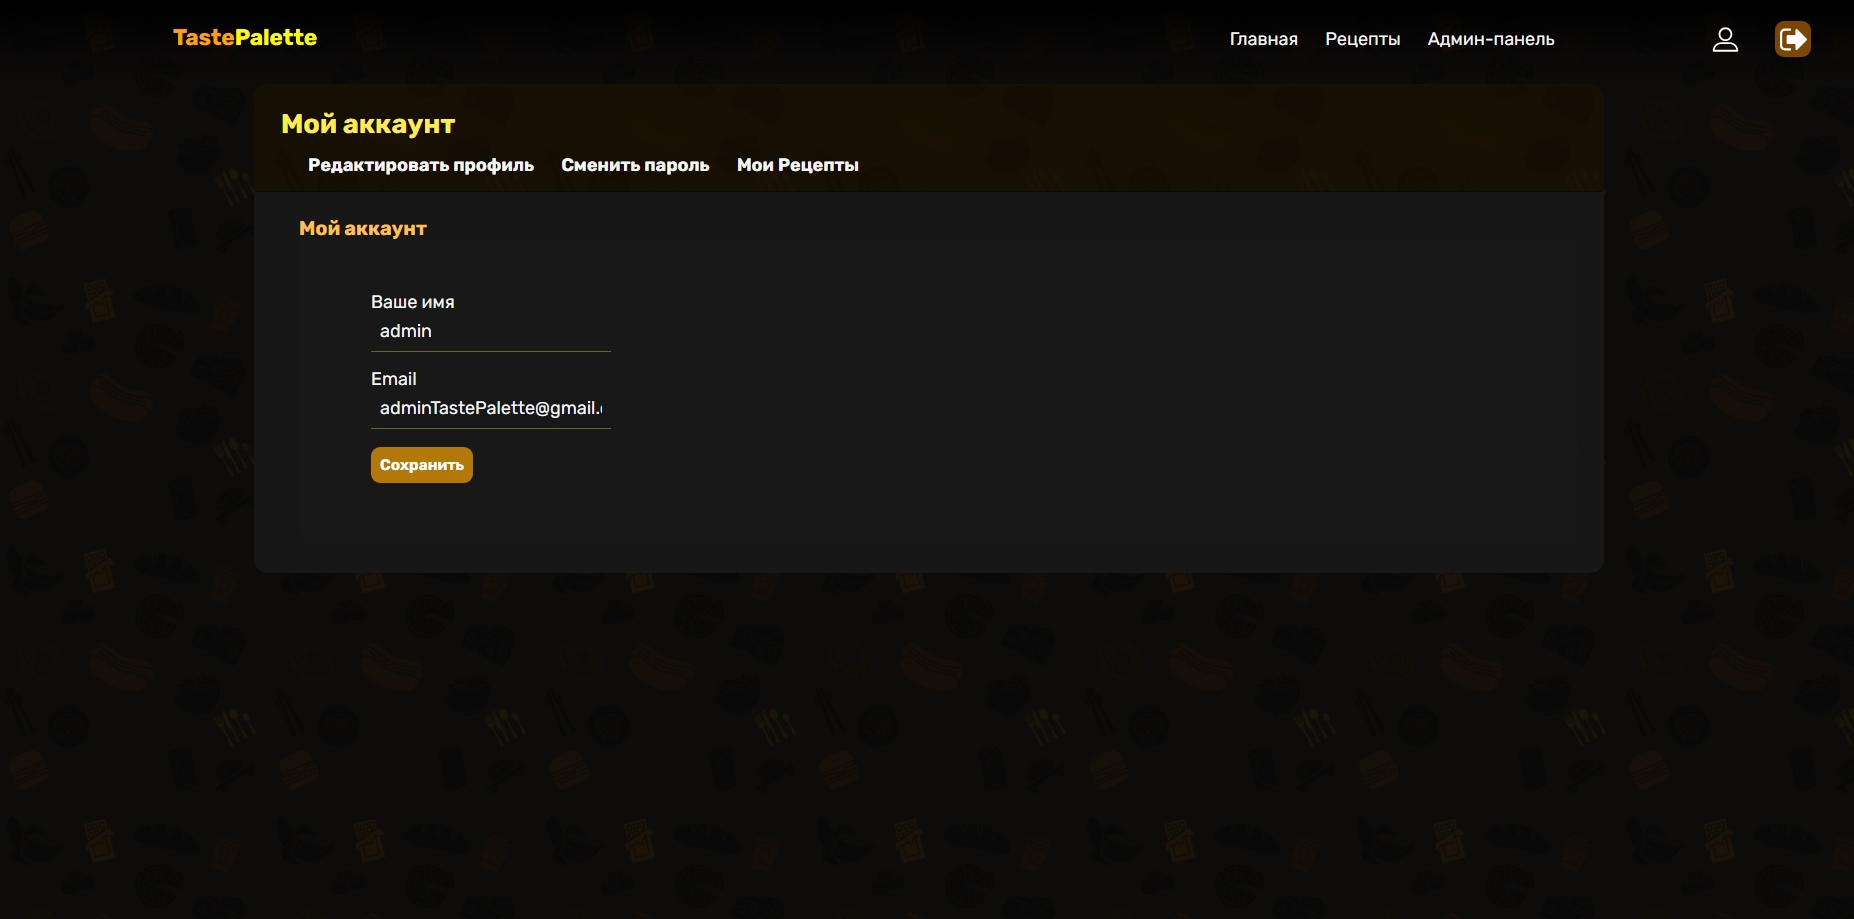 TastePalette
Главная Рецепты Админ-панель
Мой аккаунт
Редактировать профиль Сменить пароль Мои Рецепты
Мой аккаунт
Ваше имя
admin
Email
adminTastePalette@gmail.
Сохранить